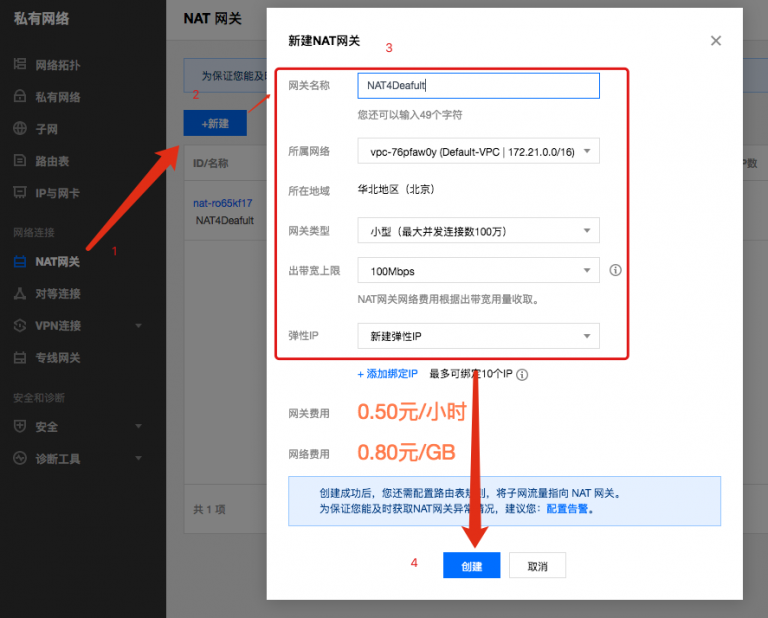 私有网络
网络拓扑
私有网络
子网
路由表
IP与网卡
网络连接
NAT网关
对等连接
VPN连接
专线网关
安全和诊断
安全
诊断工具
NAT 网关
为保证您能及
+新建
ID/名称
IP数
nat-ro65kf17
NAT4Deafult
共 1 项
1
2
3
4
新建NAT网关
网关名称 NAT4Deafult
您还可以输入49个字符
所属网络 vpc-76pfaw0y (Default-VPC | 172.21.0.0/16)
所在地域 华北地区（北京）
网关类型 小型（最大并发连接数100万）
出带宽上限 100Mbps
NAT网关网络费用根据出带宽用量收取。
弹性IP 新建弹性IP
+ 添加绑定IP 最多可绑定10个IP
网关费用 0.50元/小时
网络费用 0.80元/GB
创建成功后，您还需配置路由表规则，将子网流量指向 NAT 网关。
为保证您能及时获取NAT网关异常情况，建议您：配置告警。
创建 取消